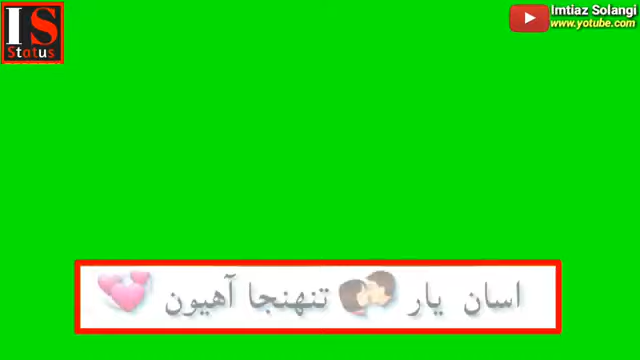 IS
Status
Imtiaz Solangi
www.yotube.com
اسان يار 💏 تنهنجا آهيون 💞